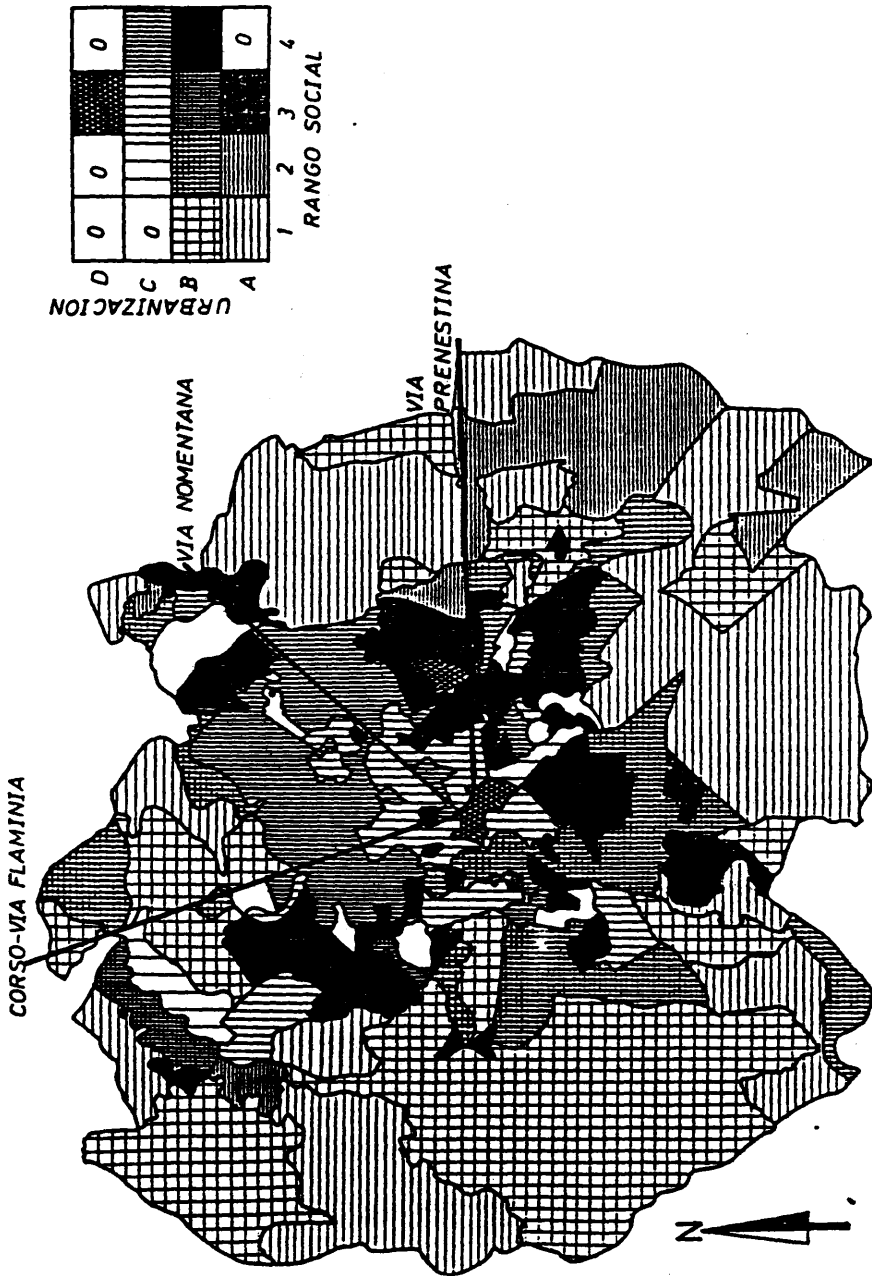 CORSO-VIA FLAMINIA
VIA NOMENTANA
VIA
PRENESTINA
URBANIZACION
D 0 0 0
C 0
B
A 0
1 2 3 4
RANGO SOCIAL
N